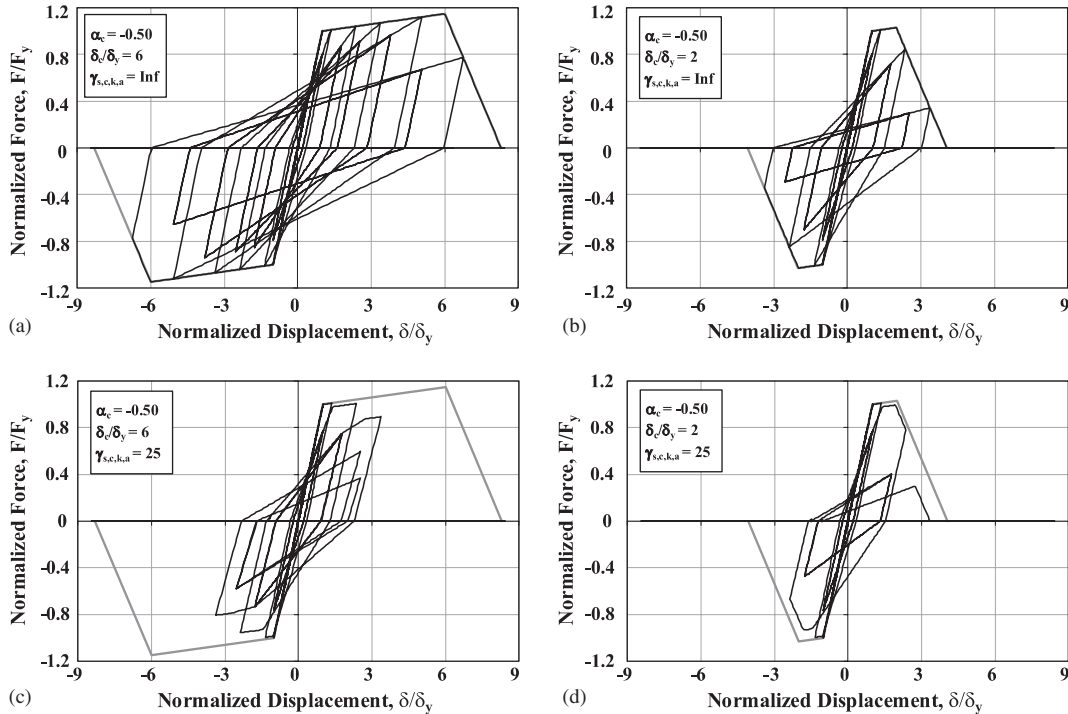 1.2
0.8
0.4
0
-0.4
-0.8
-1.2
Normalized Force, F/Fy
αc = -0.50
δc/δy = 6
γs,c,k,a = Inf
-9 -6 -3 0 3 6 9
(a)
Normalized Displacement, δ/δy
1.2
0.8
0.4
0
-0.4
-0.8
-1.2
Normalized Force, F/Fy
αc = -0.50
δc/δy = 2
γs,c,k,a = Inf
-9 -6 -3 0 3 6 9
(b)
Normalized Displacement, δ/δy
1.2
0.8
0.4
0
-0.4
-0.8
-1.2
Normalized Force, F/Fy
αc = -0.50
δc/δy = 6
γs,c,k,a = 25
-9 -6 -3 0 3 6 9
(c)
Normalized Displacement, δ/δy
1.2
0.8
0.4
0
-0.4
-0.8
-1.2
Normalized Force, F/Fy
αc = -0.50
δc/δy = 2
γs,c,k,a = 25
-9 -6 -3 0 3 6 9
(d)
Normalized Displacement, δ/δy